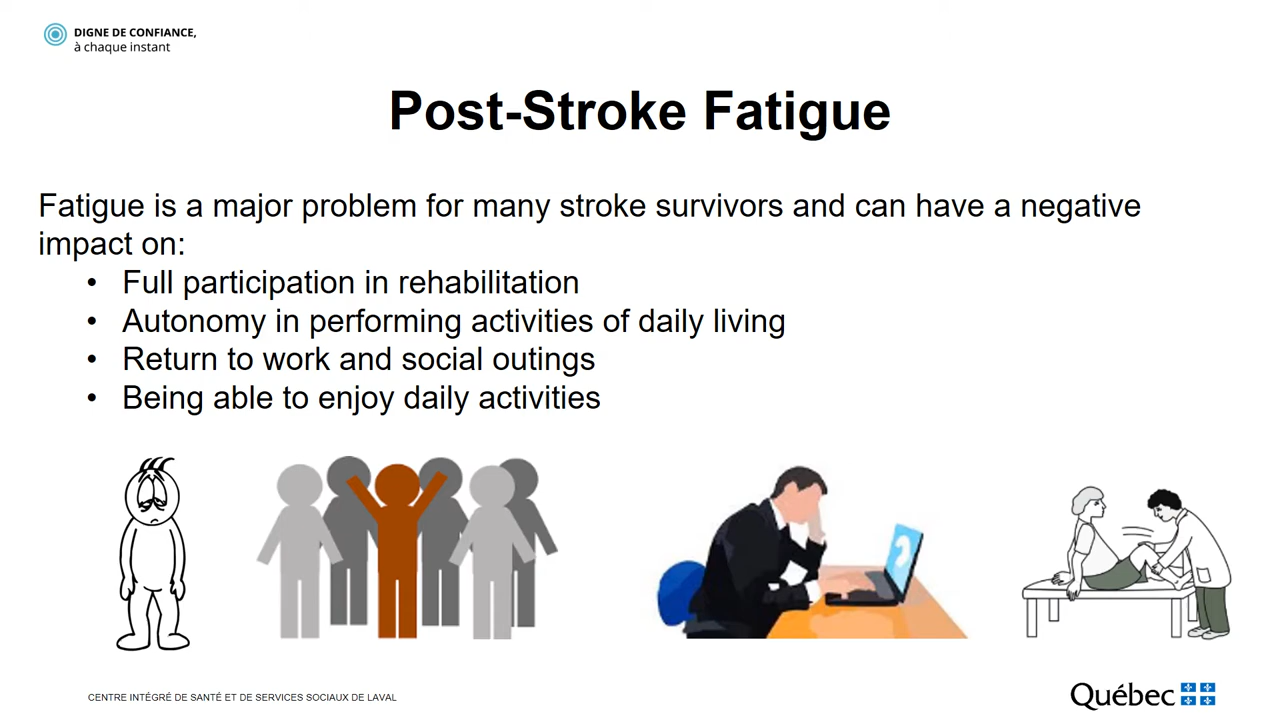 DIGNE DE CONFIANCE,
à chaque instant
Post-Stroke Fatigue
Fatigue is a major problem for many stroke survivors and can have a negative
impact on:
• Full participation in rehabilitation
• Autonomy in performing activities of daily living
• Return to work and social outings
• Being able to enjoy daily activities
?
CENTRE INTÉGRÉ DE SANTÉ ET DE SERVICES SOCIAUX DE LAVAL
Québec